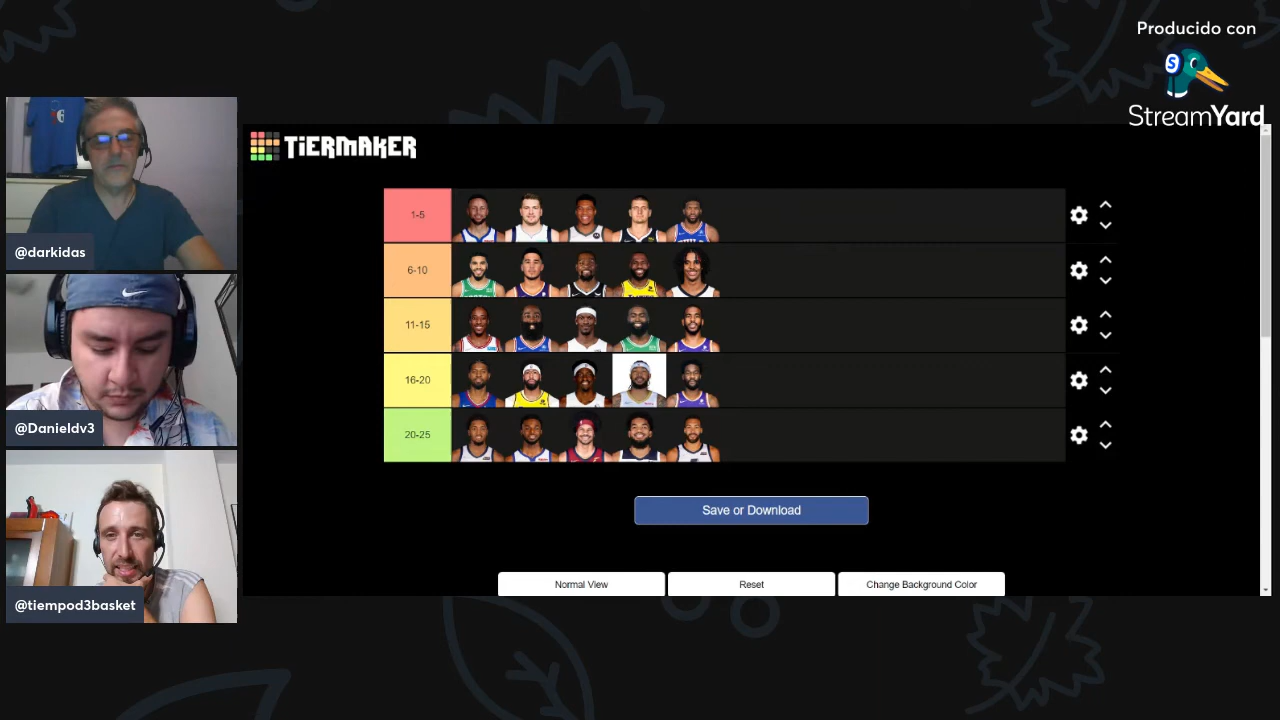 Producido con
StreamYard
@darkidas
@Danieldv3
@tiempod3basket
TiERMAKER
1-5
6-10
11-15
16-20
20-25
Save or Download
Normal View
Reset
Change Background Color